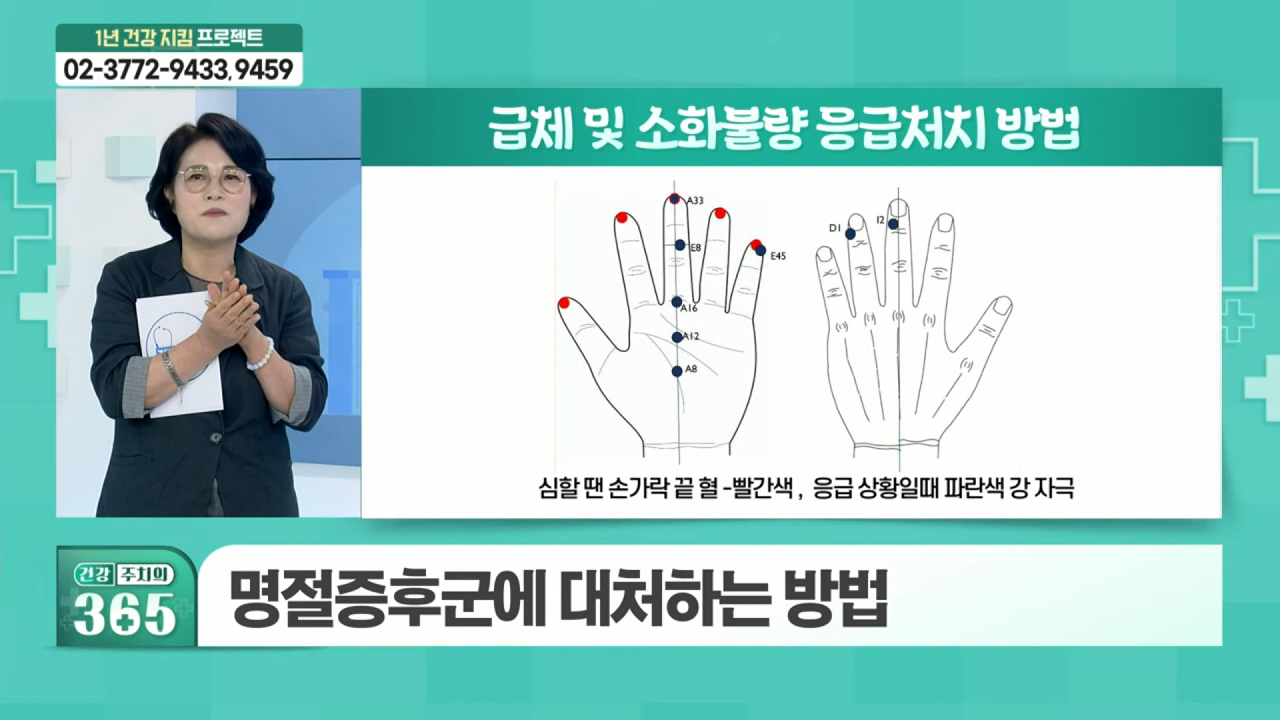 1년 건강 지킴 프로젝트
02-3772-9433, 9459
급체 및 소화불량 응급처치 방법
A33
E8
E45
A16
A12
A8
D1
I2
심할 땐 손가락 끝 혈 -빨간색 , 응급 상황일때 파란색 강 자극
건강 주치의
365
명절증후군에 대처하는 방법